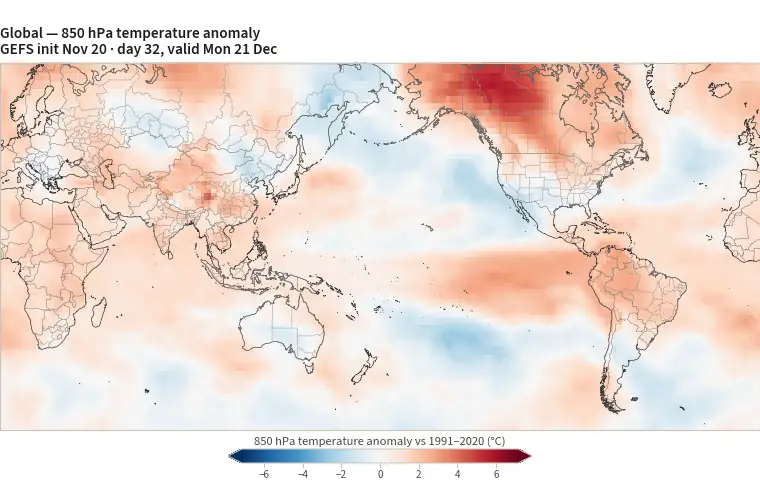 Global — 850 hPa temperature anomaly
GEFS init Nov 20 · day 32, valid Mon 21 Dec
850 hPa temperature anomaly vs 1991–2020 (°C)
−6 −4 −2 0 2 4 6